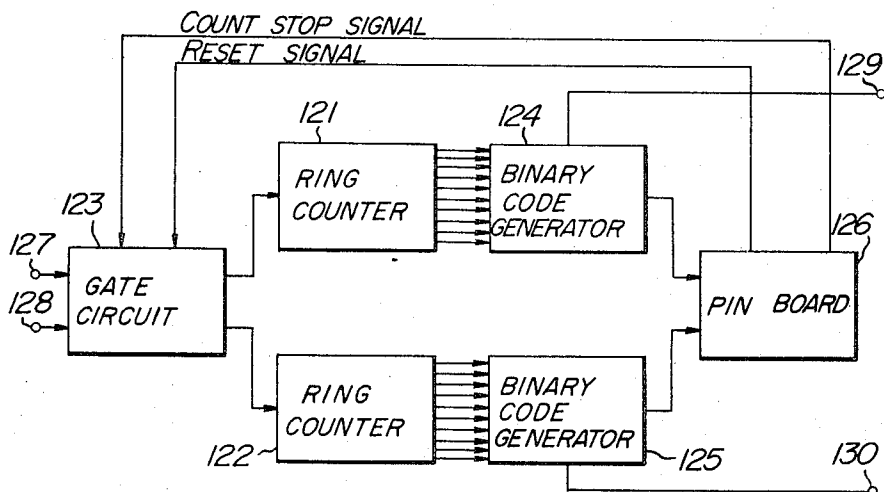 COUNT STOP SIGNAL
RESET SIGNAL
129
121
124
RING
COUNTER
BINARY
CODE
GENERATOR
123
126
127
128
GATE
CIRCUIT
PIN BOARD
RING
COUNTER
BINARY
CODE
GENERATOR
122
125
130